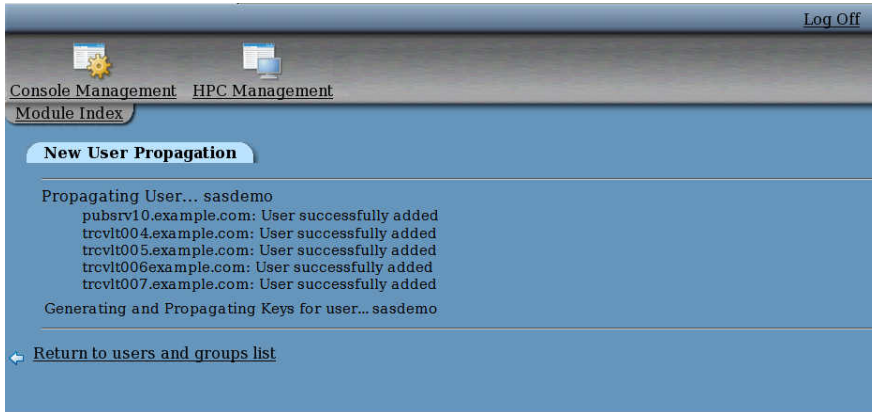 Log Off
Console Management HPC Management
Module Index
New User Propagation
Propagating User... sasdemo
pubsrv10.example.com: User successfully added
trcvlt004.example.com: User successfully added
trcvlt005.example.com: User successfully added
trcvlt006example.com: User successfully added
trcvlt007.example.com: User successfully added
Generating and Propagating Keys for user... sasdemo
Return to users and groups list